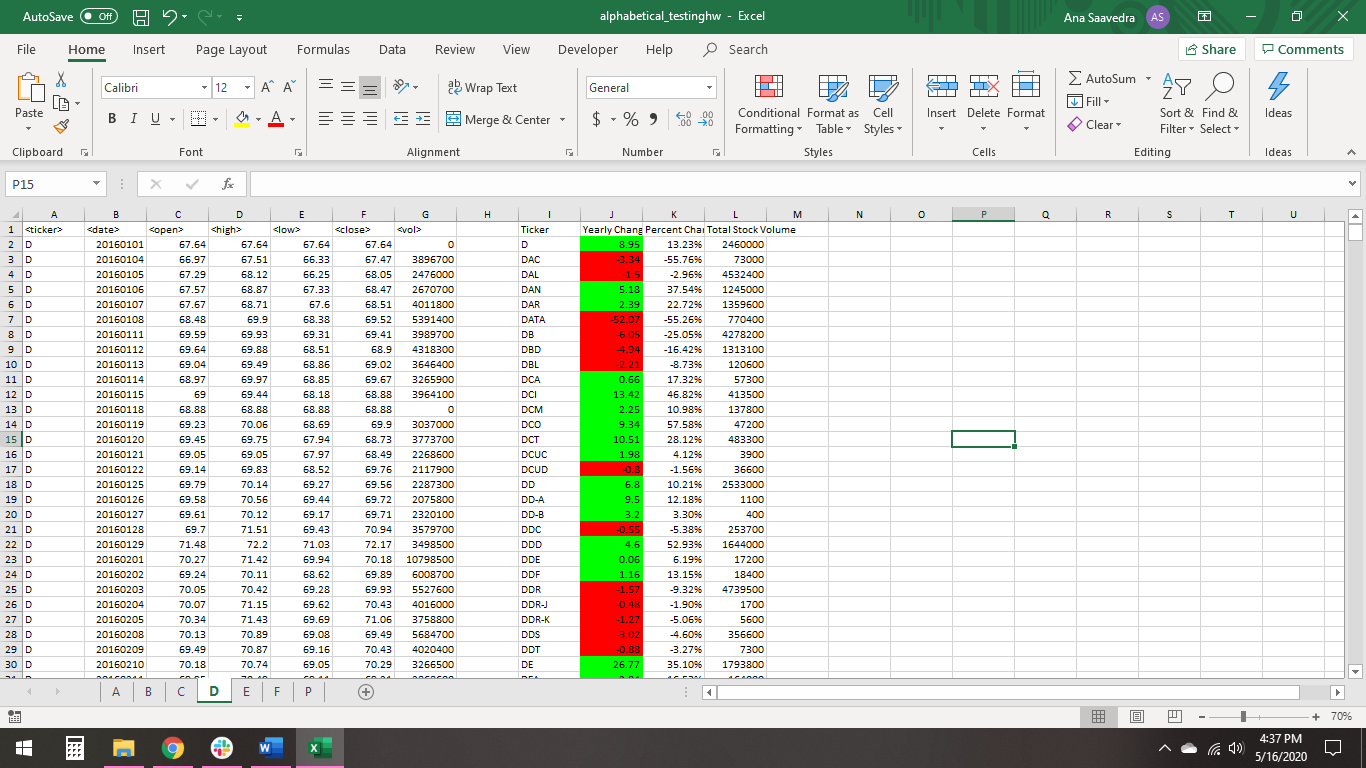 AutoSave Off alphabetical_testinghw - Excel Ana Saavedra AS
File Home Insert Page Layout Formulas Data Review View Developer Help Search Share Comments
Paste Calibri 12 A A ab Wrap Text General Conditional Formatting Format as Table Cell Styles Insert Delete Format AutoSum Fill Clear Sort & Filter Find & Select Ideas
B I U A Merge & Center $ % 9 .00 .00
Clipboard Font Alignment Number Styles Cells Editing Ideas
P15 fx
A B C D E F G H I J K L M N O P Q R S T U
1 <ticker> <date> <open> <high> <low> <close> <vol> Ticker Yearly Chang Percent Chan Total Stock Volume
2 D 20160101 67.64 67.64 67.64 67.64 0 D 8.95 13.23% 2460000
3 D 20160104 66.97 67.51 66.33 67.47 3896700 DAC -3.34 -55.76% 73000
4 D 20160105 67.29 68.12 66.25 68.05 2476000 DAL -1.5 -2.96% 4532400
5 D 20160106 67.57 68.87 67.33 68.47 2670700 DAN 5.18 37.54% 1245000
6 D 20160107 67.67 68.71 67.6 68.51 4011800 DAR 2.39 22.72% 1359600
7 D 20160108 68.48 69.9 68.38 69.52 5391400 DATA -52.07 -55.26% 770400
8 D 20160111 69.59 69.93 69.31 69.41 3989700 DB -6.05 -25.05% 4278200
9 D 20160112 69.64 69.88 68.51 68.9 4318300 DBD -4.94 -16.42% 1313100
10 D 20160113 69.04 69.49 68.86 69.02 3646400 DBL -2.21 -8.73% 120600
11 D 20160114 68.97 69.97 68.85 69.67 3265900 DCA 0.66 17.32% 57300
12 D 20160115 69 69.44 68.18 68.88 3964100 DCI 13.42 46.82% 413500
13 D 20160118 68.88 68.88 68.88 68.88 0 DCM 2.25 10.98% 137800
14 D 20160119 69.23 70.06 68.69 69.9 3037000 DCO 9.34 57.58% 47200
15 D 20160120 69.45 69.75 67.94 68.73 3773700 DCT 10.51 28.12% 483300
16 D 20160121 69.05 69.05 67.97 68.49 2268600 DCUC 1.98 4.12% 3900
17 D 20160122 69.14 69.83 68.52 69.76 2117900 DCUD -0.8 -1.56% 36600
18 D 20160125 69.79 70.14 69.27 69.56 2287300 DD 6.8 10.21% 2533000
19 D 20160126 69.58 70.56 69.44 69.72 2075800 DD-A 9.5 12.18% 1100
20 D 20160127 69.61 70.12 69.17 69.71 2320100 DD-B 3.2 3.30% 400
21 D 20160128 69.7 71.51 69.43 70.94 3579700 DDC -0.55 -5.38% 253700
22 D 20160129 71.48 72.2 71.03 72.17 3498500 DDD 4.6 52.93% 1644000
23 D 20160201 70.27 71.42 69.94 70.18 10798500 DDE 0.06 6.19% 17200
24 D 20160202 69.24 70.11 68.62 69.89 6008700 DDF 1.16 13.15% 18400
25 D 20160203 70.05 70.42 69.28 69.93 5527600 DDR -1.57 -9.32% 4739500
26 D 20160204 70.07 71.15 69.62 70.43 4016000 DDR-J -0.48 -1.90% 1700
27 D 20160205 70.34 71.43 69.69 71.06 3758800 DDR-K -1.27 -5.06% 5600
28 D 20160208 70.13 70.89 69.08 69.49 5684700 DDS -3.02 -4.60% 356600
29 D 20160209 69.49 70.87 69.16 70.43 4020400 DDT -0.88 -3.27% 7300
30 D 20160210 70.18 70.74 69.05 70.29 3266500 DE 26.77 35.10% 1793800
A B C D E F P
70%
4:37 PM
5/16/2020